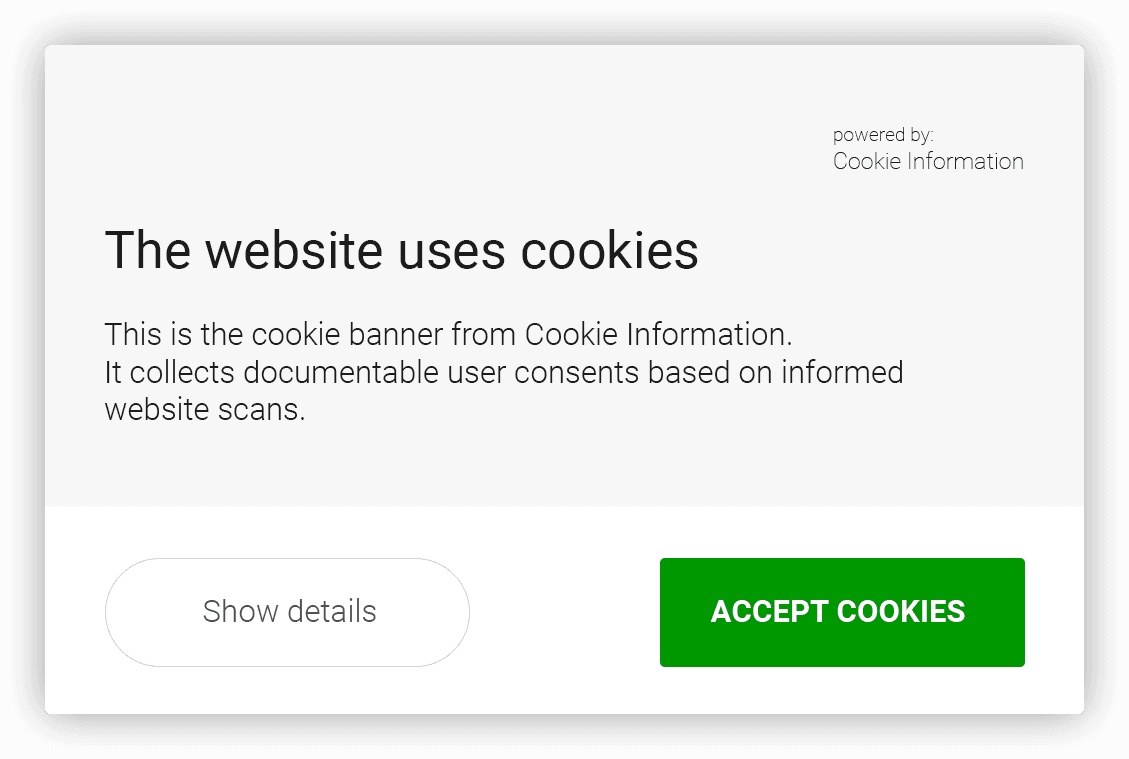 powered by:
Cookie Information
The website uses cookies
This is the cookie banner from Cookie Information.
It collects documentable user consents based on informed
website scans.
Show details
ACCEPT COOKIES